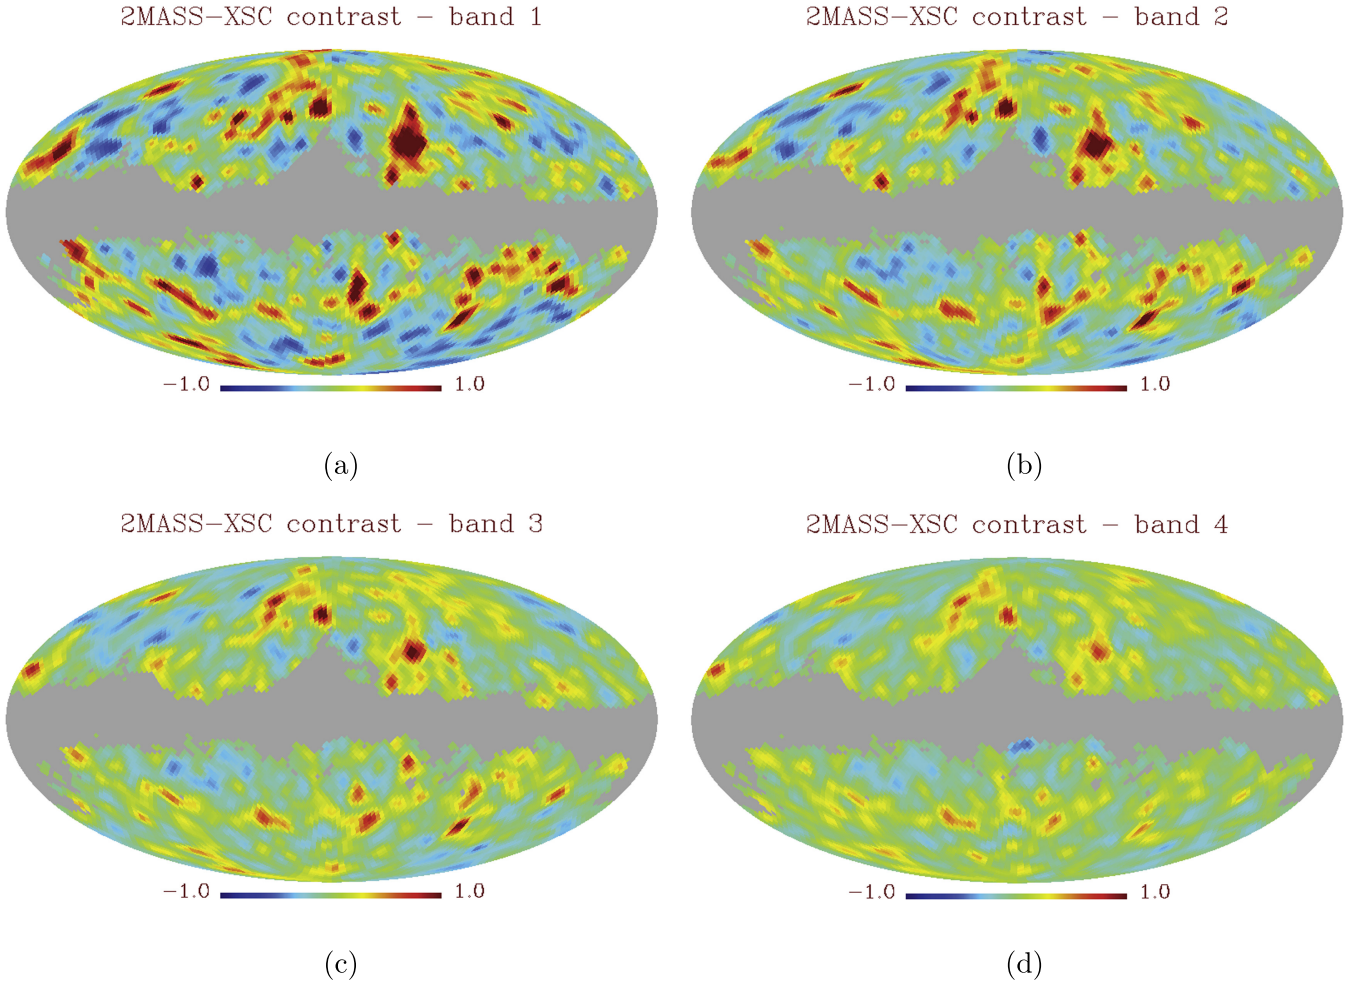 2MASS−XSC contrast − band 1
2MASS−XSC contrast − band 2
−1.0 1.0
−1.0 1.0
(a)
(b)
2MASS−XSC contrast − band 3
2MASS−XSC contrast − band 4
−1.0 1.0
−1.0 1.0
(c)
(d)